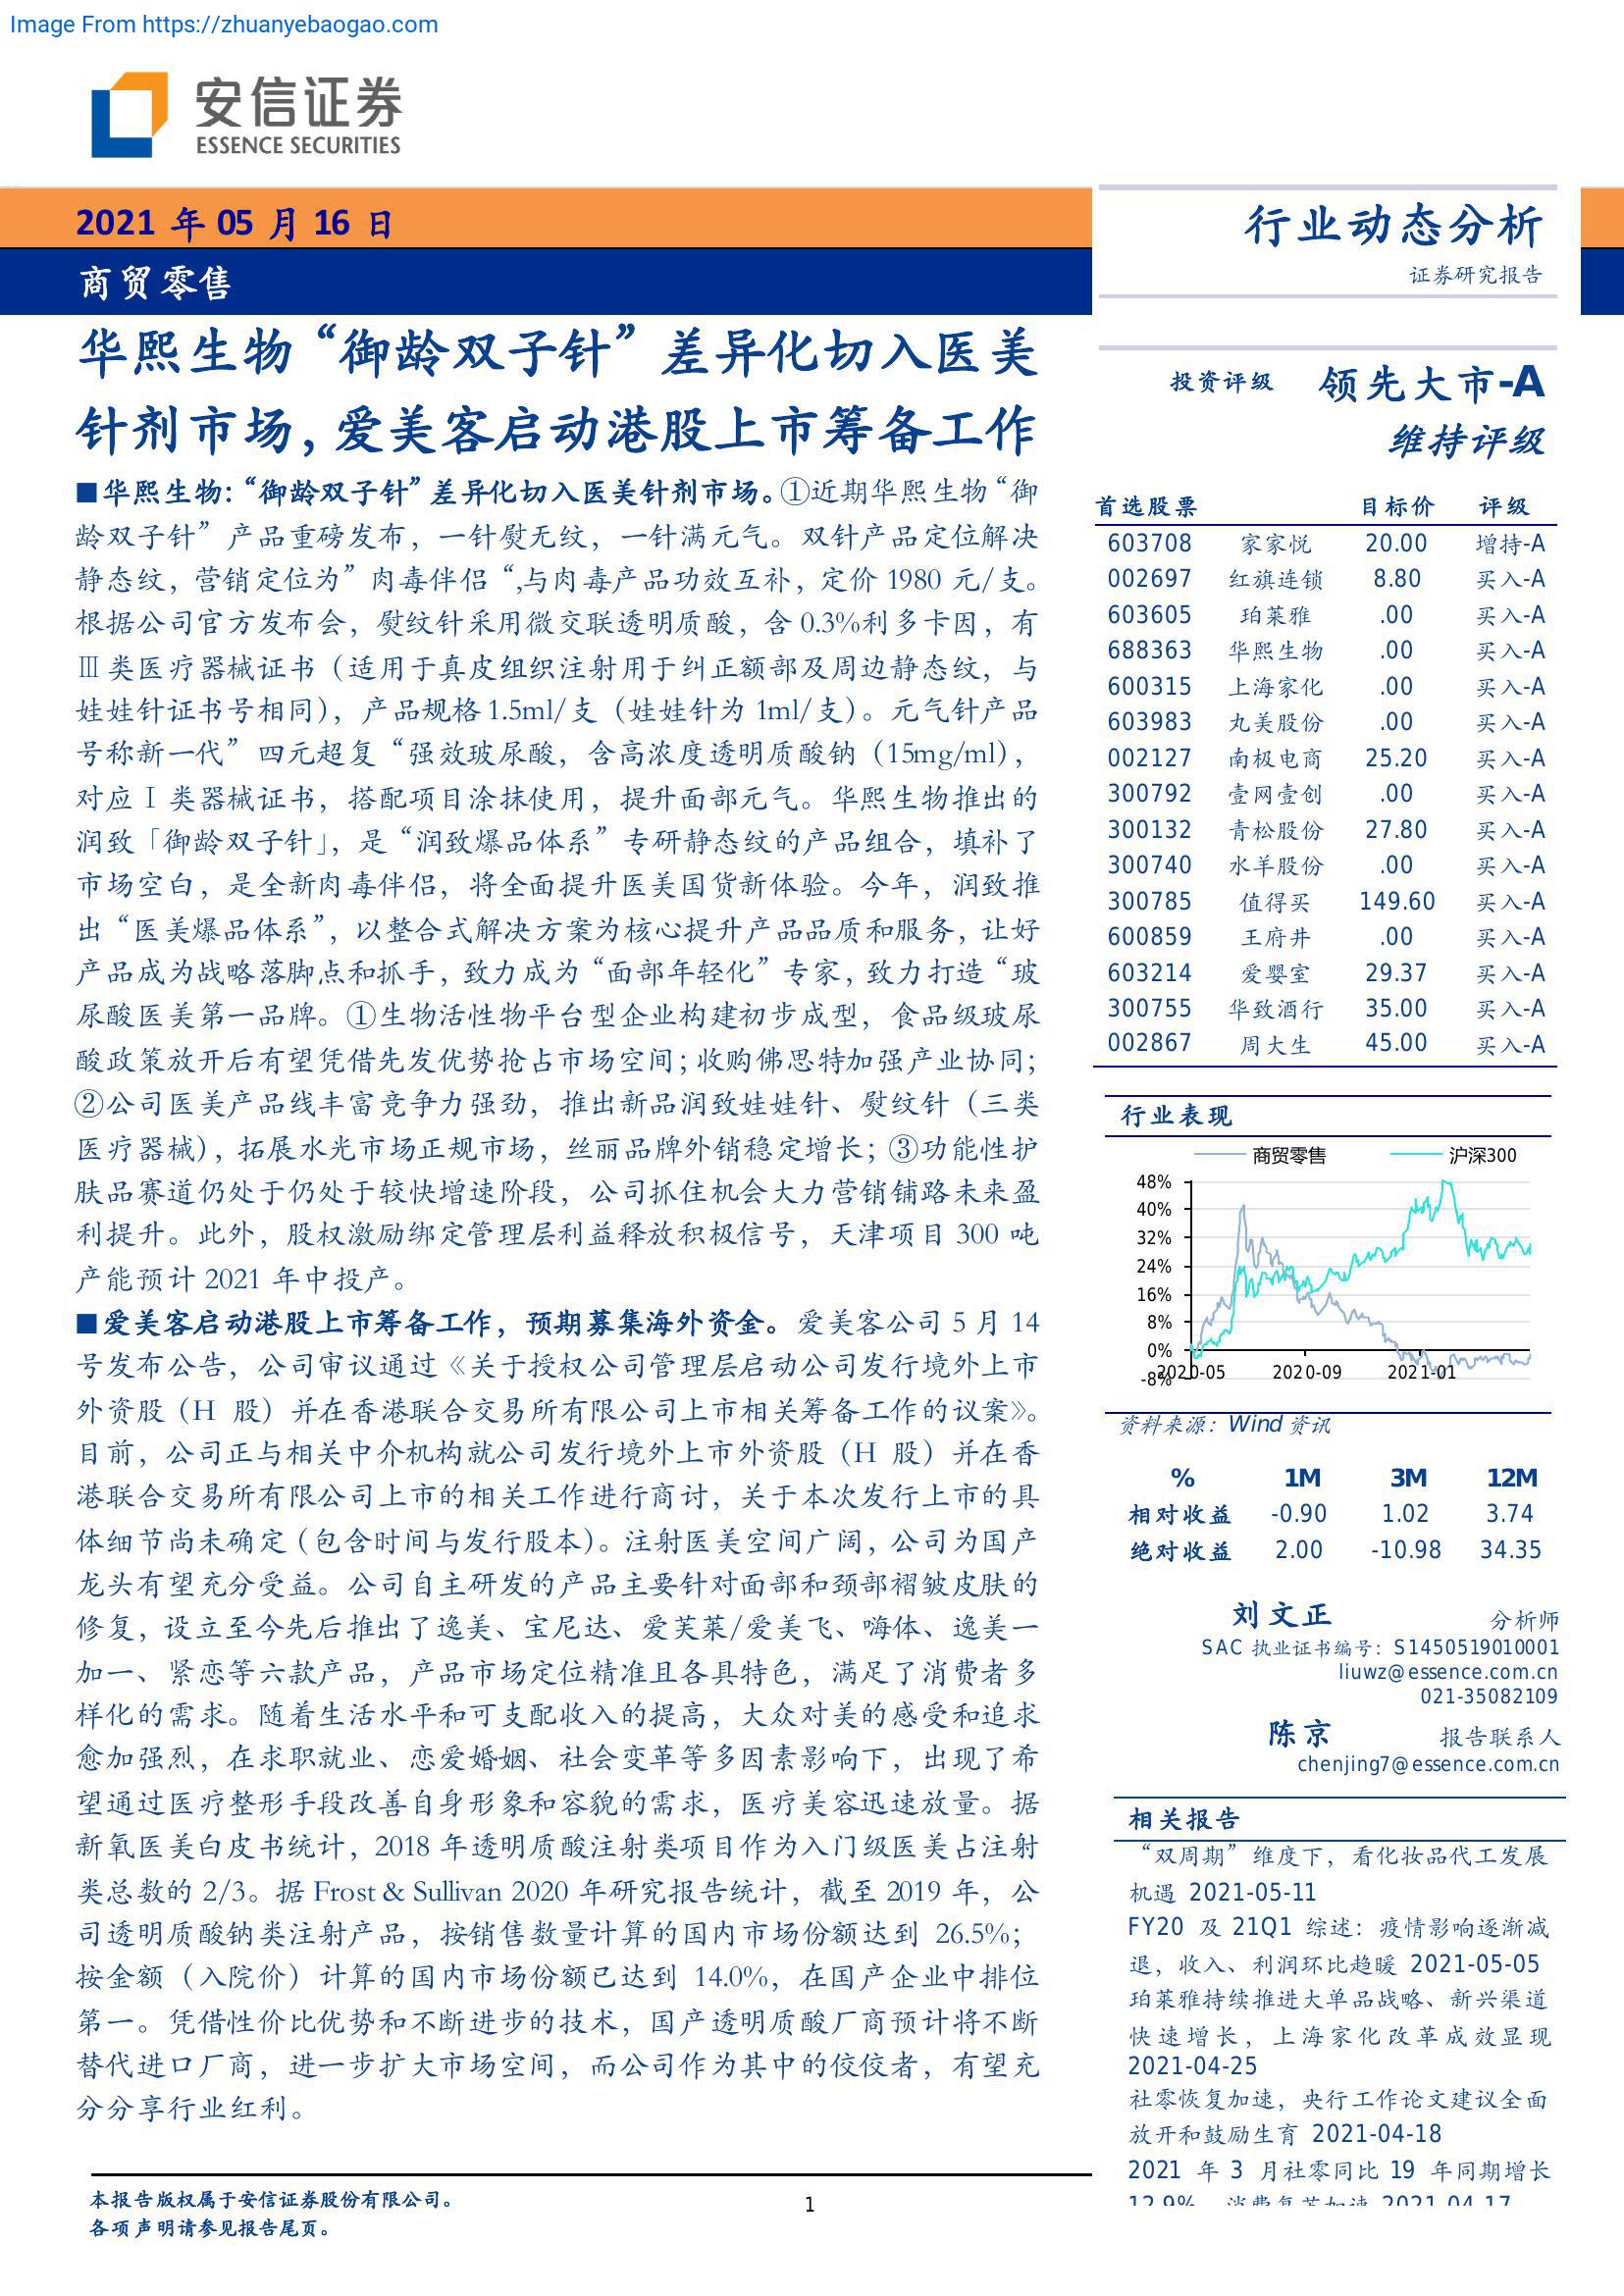 Image From https://zhuanyebaogao.com
安信证券
ESSENCE SECURITIES
2021 年 05 月 16 日
商贸零售
华熙生物“御龄双子针”差异化切入医美
针剂市场，爱美客启动港股上市筹备工作
■华熙生物：“御龄双子针”差异化切入医美针剂市场。①近期华熙生物“御
龄双子针”产品重磅发布，一针熨无纹，一针满元气。双针产品定位解决
静态纹，营销定位为”肉毒伴侣“,与肉毒产品功效互补，定价 1980 元/支。
根据公司官方发布会，熨纹针采用微交联透明质酸，含 0.3%利多卡因，有
Ⅲ类医疗器械证书（适用于真皮组织注射用于纠正额部及周边静态纹，与
娃娃针证书号相同），产品规格 1.5ml/支（娃娃针为 1ml/支）。元气针产品
号称新一代”四元超复“强效玻尿酸，含高浓度透明质酸钠（15mg/ml），
对应Ⅰ类器械证书，搭配项目涂抹使用，提升面部元气。华熙生物推出的
润致「御龄双子针」，是“润致爆品体系”专研静态纹的产品组合，填补了
市场空白，是全新肉毒伴侣，将全面提升医美国货新体验。今年，润致推
出“医美爆品体系”，以整合式解决方案为核心提升产品品质和服务，让好
产品成为战略落脚点和抓手，致力成为“面部年轻化”专家，致力打造“玻
尿酸医美第一品牌。①生物活性物平台型企业构建初步成型，食品级玻尿
酸政策放开后有望凭借先发优势抢占市场空间；收购佛思特加强产业协同；
②公司医美产品线丰富竞争力强劲，推出新品润致娃娃针、熨纹针（三类
医疗器械），拓展水光市场正规市场，丝丽品牌外销稳定增长；③功能性护
肤品赛道仍处于仍处于较快增速阶段，公司抓住机会大力营销铺路未来盈
利提升。此外，股权激励绑定管理层利益释放积极信号，天津项目 300 吨
产能预计 2021 年中投产。
■爱美客启动港股上市筹备工作，预期募集海外资金。爱美客公司 5 月 14
号发布公告，公司审议通过《关于授权公司管理层启动公司发行境外上市
外资股（H 股）并在香港联合交易所有限公司上市相关筹备工作的议案》。
目前，公司正与相关中介机构就公司发行境外上市外资股（H 股）并在香
港联合交易所有限公司上市的相关工作进行商讨，关于本次发行上市的具
体细节尚未确定（包含时间与发行股本）。注射医美空间广阔，公司为国产
龙头有望充分受益。公司自主研发的产品主要针对面部和颈部褶皱皮肤的
修复，设立至今先后推出了逸美、宝尼达、爱芙莱/爱美飞、嗨体、逸美一
加一、紧恋等六款产品，产品市场定位精准且各具特色，满足了消费者多
样化的需求。随着生活水平和可支配收入的提高，大众对美的感受和追求
愈加强烈，在求职就业、恋爱婚姻、社会变革等多因素影响下，出现了希
望通过医疗整形手段改善自身形象和容貌的需求，医疗美容迅速放量。据
新氧医美白皮书统计，2018 年透明质酸注射类项目作为入门级医美占注射
类总数的 2/3。据 Frost & Sullivan 2020 年研究报告统计，截至 2019 年，公
司透明质酸钠类注射产品，按销售数量计算的国内市场份额达到 26.5%；
按金额（入院价）计算的国内市场份额已达到 14.0%，在国产企业中排位
第一。凭借性价比优势和不断进步的技术，国产透明质酸厂商预计将不断
替代进口厂商，进一步扩大市场空间，而公司作为其中的佼佼者，有望充
分分享行业红利。
行业动态分析
证券研究报告
投资评级 领先大市-A
维持评级
首选股票 目标价 评级
603708 家家悦 20.00 增持-A
002697 红旗连锁 8.80 买入-A
603605 珀莱雅 .00 买入-A
688363 华熙生物 .00 买入-A
600315 上海家化 .00 买入-A
603983 丸美股份 .00 买入-A
002127 南极电商 25.20 买入-A
300792 壹网壹创 .00 买入-A
300132 青松股份 27.80 买入-A
300740 水羊股份 .00 买入-A
300785 值得买 149.60 买入-A
600859 王府井 .00 买入-A
603214 爱婴室 29.37 买入-A
300755 华致酒行 35.00 买入-A
002867 周大生 45.00 买入-A
行业表现
商贸零售 沪深300
48%
40%
32%
24%
16%
8%
0%
-8%
2020-05 2020-09 2021-01
资料来源：Wind 资讯
% 1M 3M 12M
相对收益 -0.90 1.02 3.74
绝对收益 2.00 -10.98 34.35
刘文正 分析师
SAC 执业证书编号：S1450519010001
liuwz@essence.com.cn
021-35082109
陈京 报告联系人
chenjing7@essence.com.cn
相关报告
“双周期”维度下，看化妆品代工发展
机遇 2021-05-11
FY20 及 21Q1 综述：疫情影响逐渐减
退，收入、利润环比趋暖 2021-05-05
珀莱雅持续推进大单品战略、新兴渠道
快速增长，上海家化改革成效显现
2021-04-25
社零恢复加速，央行工作论文建议全面
放开和鼓励生育 2021-04-18
2021 年 3 月社零同比 19 年同期增长
12.9%，消费复苏加速 2021-04-17
本报告版权属于安信证券股份有限公司。
各项声明请参见报告尾页。
1